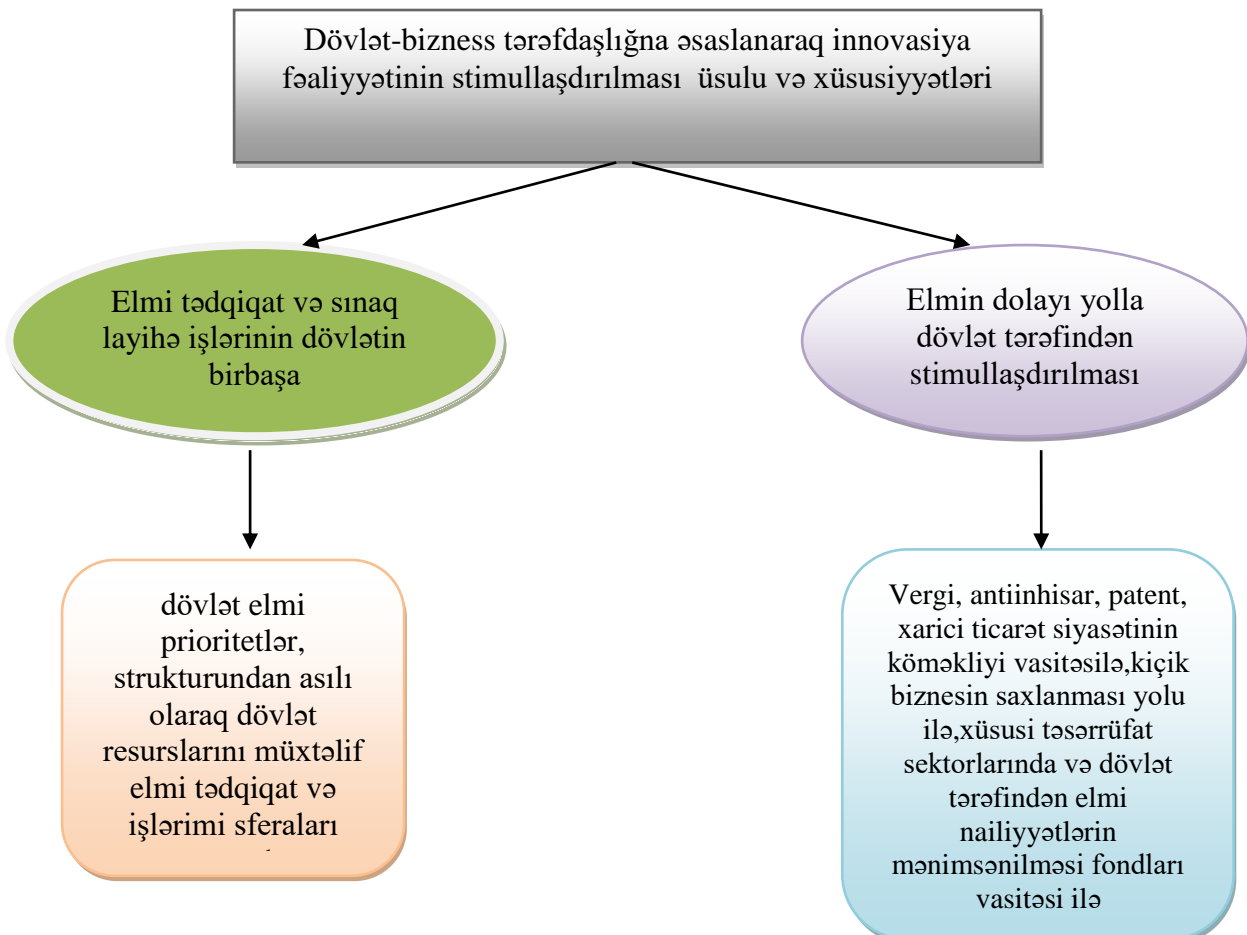 Dövlət-bizness tərəfdaşlığna əsaslanaraq innovasiya
fəaliyyətinin stimullaşdırılması üsulu və xüsusiyyətləri
Elmi tədqiqat və sınaq
layihə işlərinin dövlətin
birbaşa
Elmin dolayı yolla
dövlət tərəfindən
stimullaşdırılması
dövlət elmi
prioritetlər,
strukturundan asılı
olaraq dövlət
resurslarını müxtəlif
elmi tədqiqat və
işlərimi sferaları
Vergi, antiinhisar, patent,
xarici ticarət siyasətinin
köməkliyi vasitəsilə,kiçik
biznesin saxlanması yolu
ilə,xüsusi təsərrüfat
sektorlarında və dövlət
tərəfindən elmi
nailiyyətlərin
mənimsənilməsi fondları
vasitəsi ilə